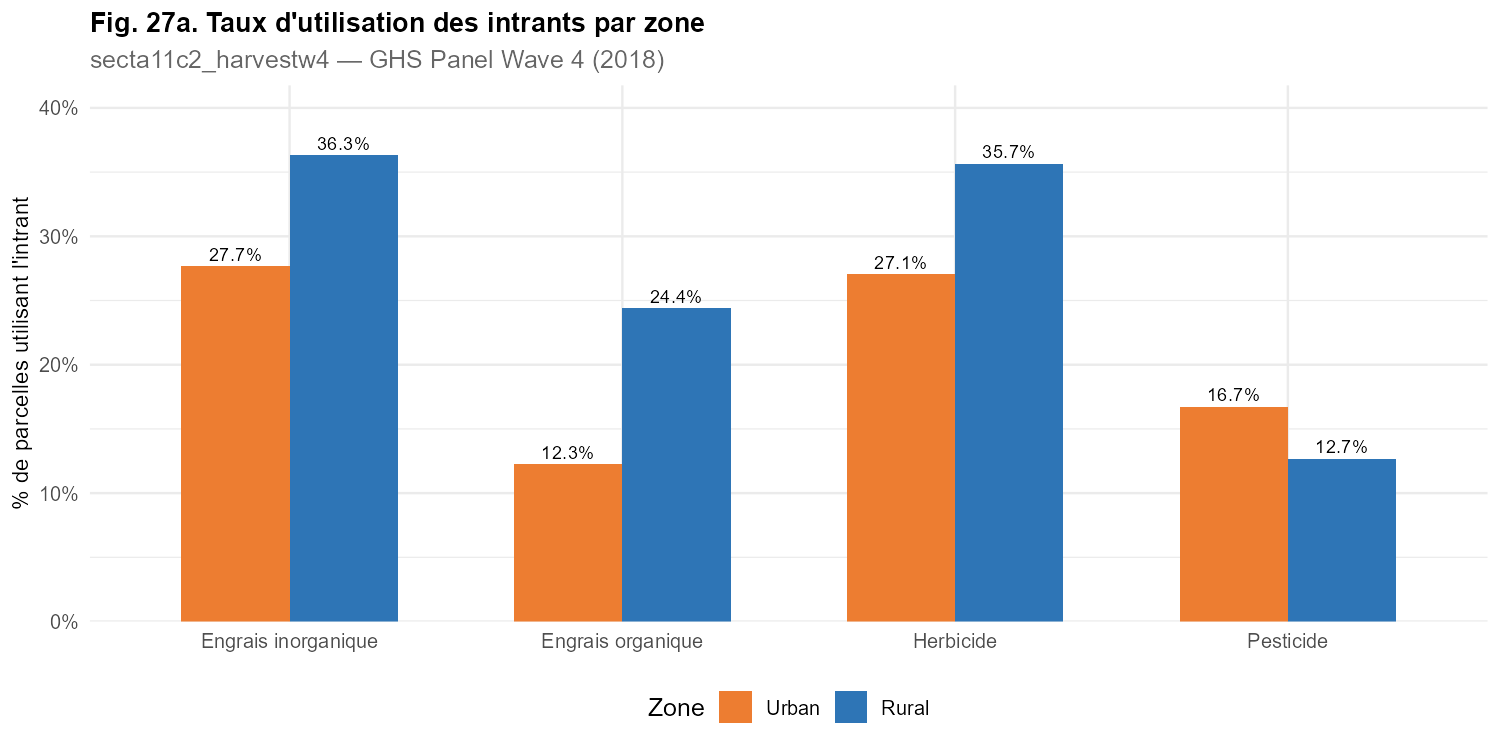 Fig. 27a. Taux d'utilisation des intrants par zone
secta11c2_harvestw4 — GHS Panel Wave 4 (2018)
% de parcelles utilisant l'intrant
40%
30%
20%
10%
0%
27.7%
36.3%
12.3%
24.4%
27.1%
35.7%
16.7%
12.7%
Engrais inorganique
Engrais organique
Herbicide
Pesticide
Zone Urban Rural